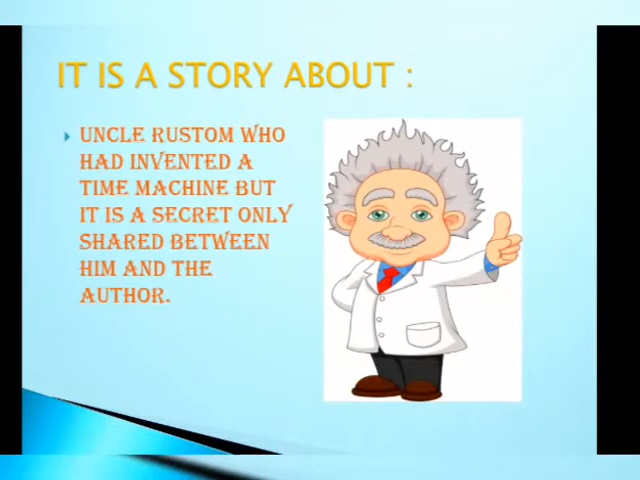 IT IS A STORY ABOUT :
UNCLE RUSTOM WHO
HAD INVENTED A
TIME MACHINE BUT
IT IS A SECRET ONLY
SHARED BETWEEN
HIM AND THE
AUTHOR.